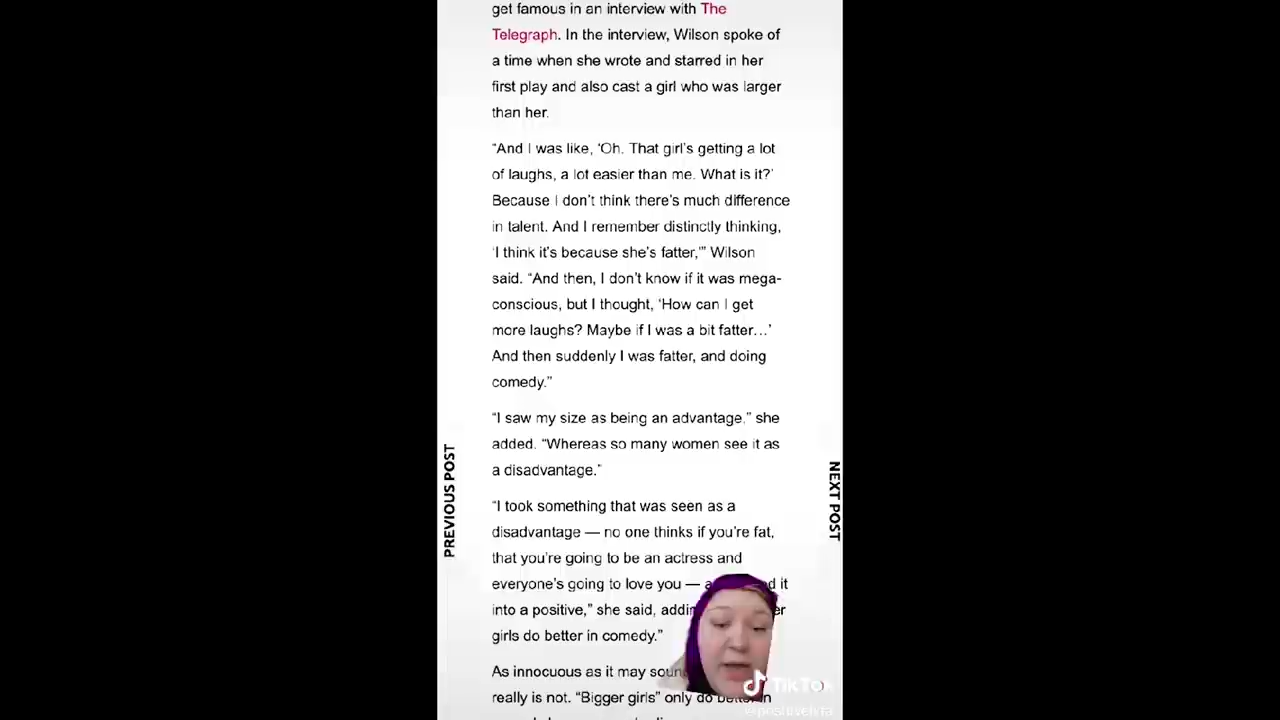 get famous in an interview with The
Telegraph. In the interview, Wilson spoke of
a time when she wrote and starred in her
first play and also cast a girl who was larger
than her.
“And I was like, ‘Oh. That girl’s getting a lot
of laughs, a lot easier than me. What is it?’
Because I don’t think there’s much difference
in talent. And I remember distinctly thinking,
‘I think it’s because she’s fatter,’” Wilson
said. “And then, I don’t know if it was mega-
conscious, but I thought, ‘How can I get
more laughs? Maybe if I was a bit fatter…’
And then suddenly I was fatter, and doing
comedy.”
“I saw my size as being an advantage,” she
added. “Whereas so many women see it as
a disadvantage.”
“I took something that was seen as a
disadvantage — no one thinks if you’re fat,
that you’re going to be an actress and
everyone’s going to love you — it
into a positive,” she said,
girls do better in comedy.”
As innocuous as it may
really is not. “Bigger girls” only do better in
PREVIOUS POST
NEXT POST
TikTok